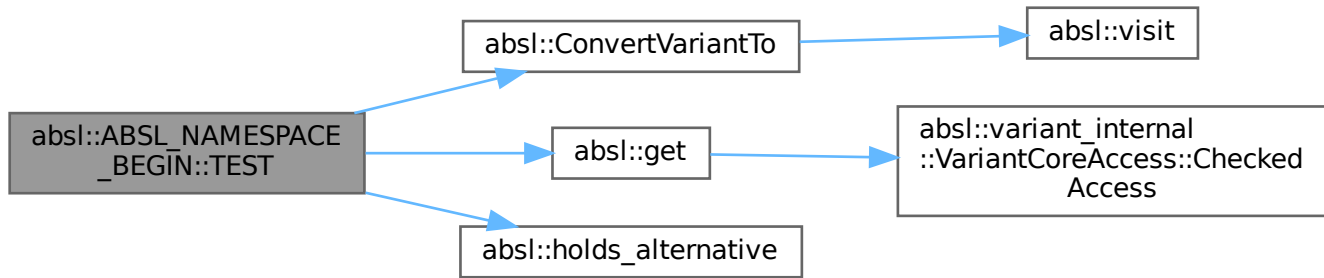 absl::ABSL_NAMESPACE
_BEGIN::TEST
absl::ConvertVariantTo
absl::visit
absl::get
absl::variant_internal
::VariantCoreAccess::Checked
Access
absl::holds_alternative